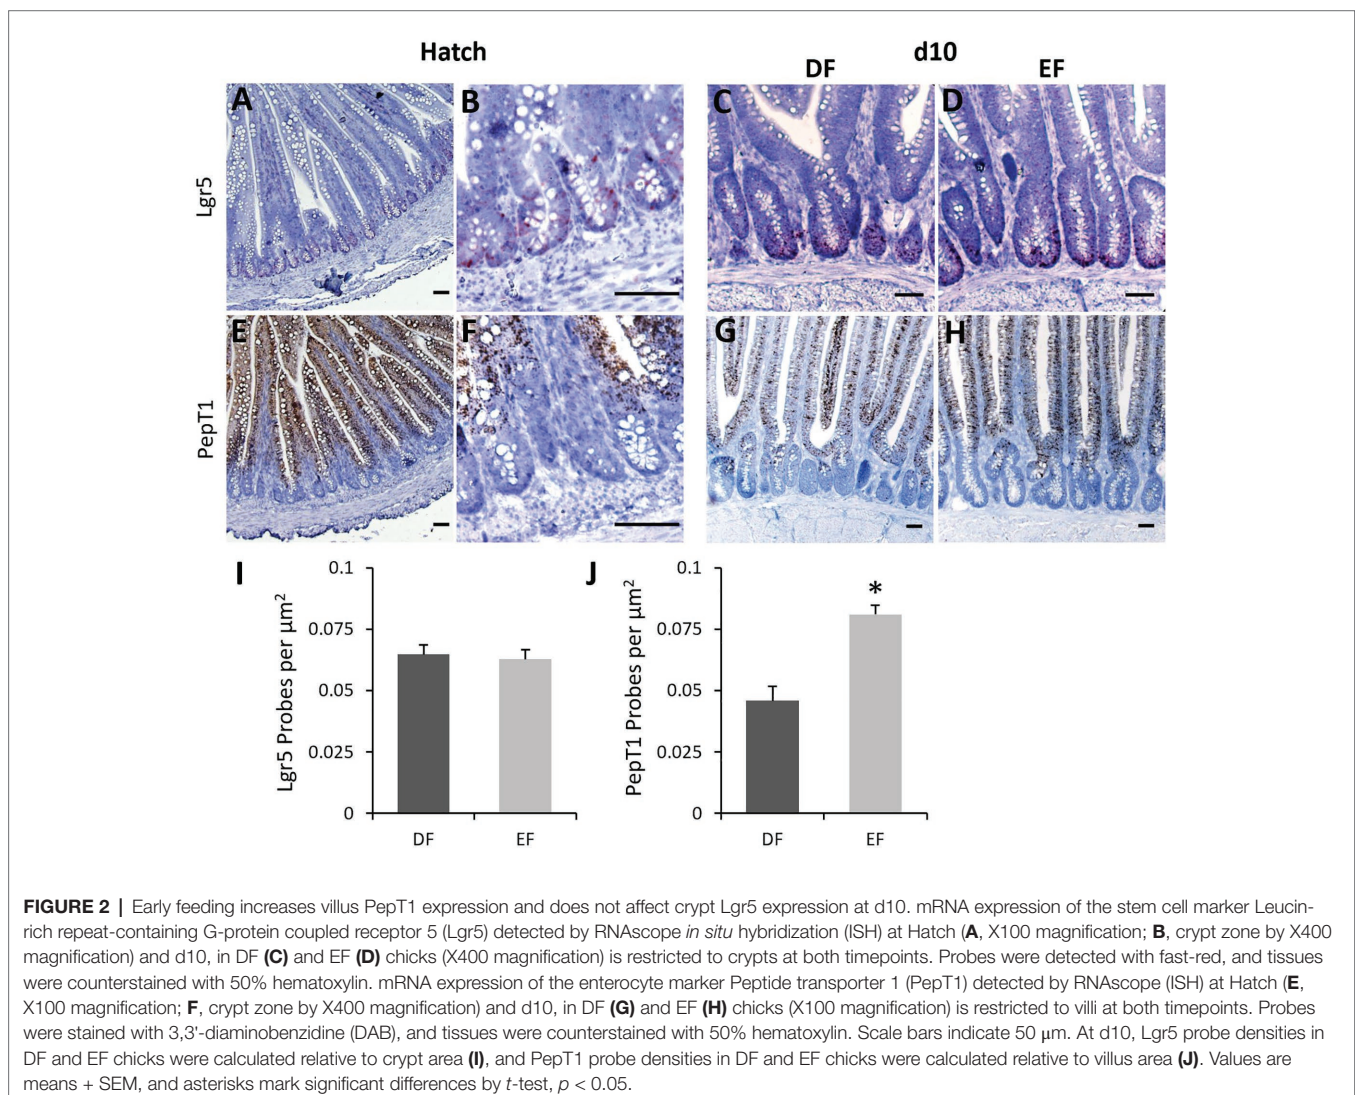 Hatch
d10
DF
EF
A
B
C
D
Lgr5
E
F
G
H
PepT1
I
Lgr5 Probes per μm²
0.1
0.075
0.05
0.025
0
DF
EF
J
PepT1 Probes per μm²
0.1
0.075
0.05
0.025
0
*
DF
EF
FIGURE 2 | Early feeding increases villus PepT1 expression and does not affect crypt Lgr5 expression at d10. mRNA expression of the stem cell marker Leucin-
rich repeat-containing G-protein coupled receptor 5 (Lgr5) detected by RNAscope in situ hybridization (ISH) at Hatch (A, X100 magnification; B, crypt zone by X400
magnification) and d10, in DF (C) and EF (D) chicks (X400 magnification) is restricted to crypts at both timepoints. Probes were detected with fast-red, and tissues
were counterstained with 50% hematoxylin. mRNA expression of the enterocyte marker Peptide transporter 1 (PepT1) detected by RNAscope (ISH) at Hatch (E,
X100 magnification; F, crypt zone by X400 magnification) and d10, in DF (G) and EF (H) chicks (X100 magnification) is restricted to villi at both timepoints. Probes
were stained with 3,3'-diaminobenzidine (DAB), and tissues were counterstained with 50% hematoxylin. Scale bars indicate 50 μm. At d10, Lgr5 probe densities in
DF and EF chicks were calculated relative to crypt area (I), and PepT1 probe densities in DF and EF chicks were calculated relative to villus area (J). Values are
means + SEM, and asterisks mark significant differences by t-test, p < 0.05.